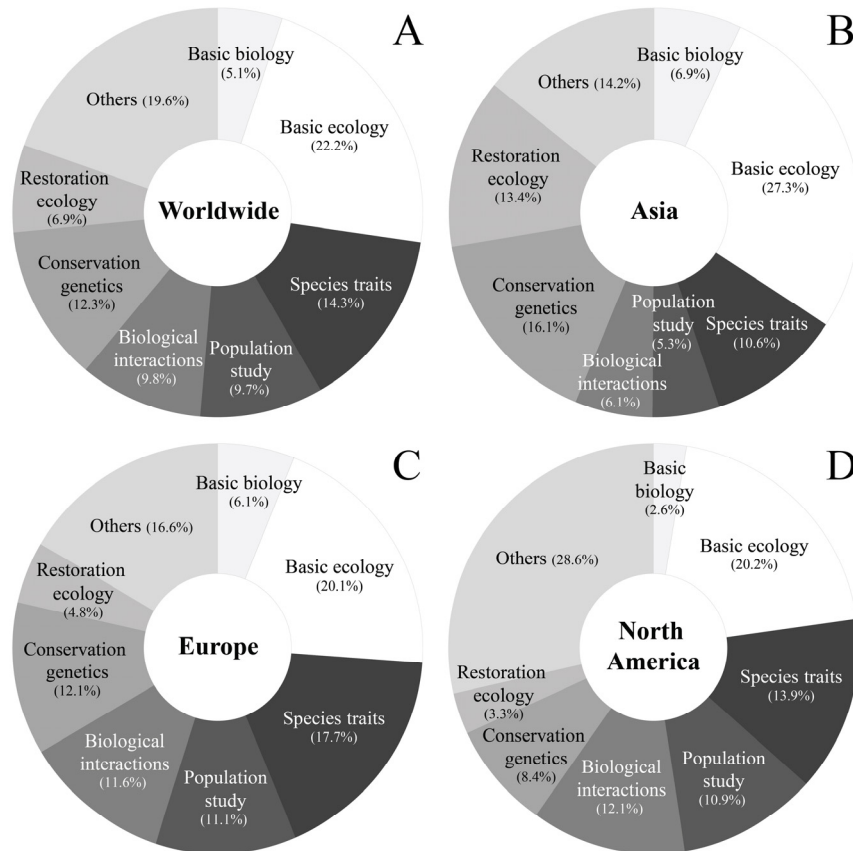 A
Basic biology
(5.1%)
Basic ecology
(22.2%)
Species traits
(14.3%)
Population
study
(9.7%)
Biological
interactions
(9.8%)
Conservation
genetics
(12.3%)
Restoration
ecology
(6.9%)
Others (19.6%)
Worldwide
B
Basic biology
(6.9%)
Basic ecology
(27.3%)
Species traits
(10.6%)
Population
study
(5.3%)
Biological
interactions
(6.1%)
Conservation
genetics
(16.1%)
Restoration
ecology
(13.4%)
Others (14.2%)
Asia
C
Basic biology
(6.1%)
Basic ecology
(20.1%)
Species traits
(17.7%)
Population
study
(11.1%)
Biological
interactions
(11.6%)
Conservation
genetics
(12.1%)
Restoration
ecology
(4.8%)
Others (16.6%)
Europe
D
Basic
biology
(2.6%)
Basic ecology
(20.2%)
Species traits
(13.9%)
Population
study
(10.9%)
Biological
interactions
(12.1%)
Conservation
genetics
(8.4%)
Restoration
ecology
(3.3%)
Others (28.6%)
North
America